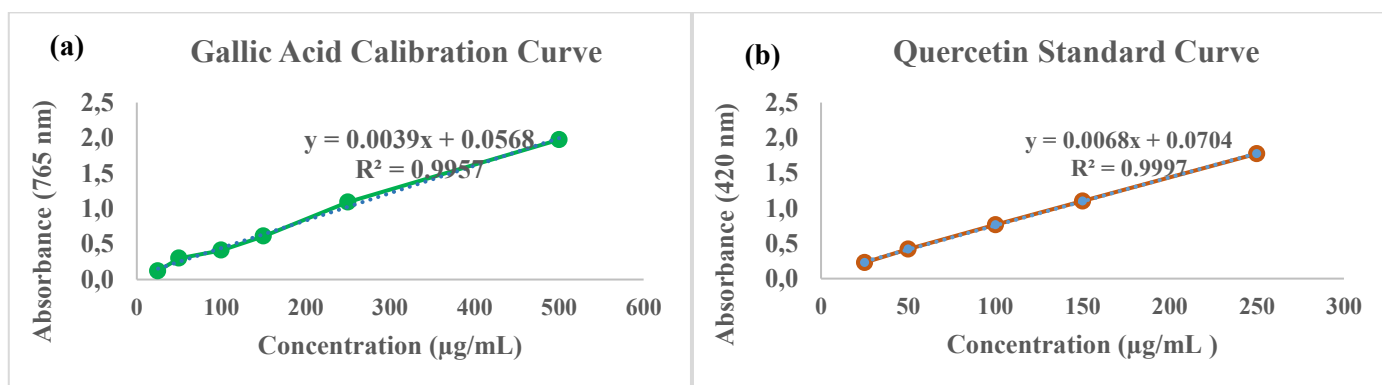 (a)
Gallic Acid Calibration Curve
Absorbance (765 nm)
2,5
2,0
1,5
1,0
0,5
0,0
y = 0.0039x + 0.0568
R² = 0.9957
0 100 200 300 400 500 600
Concentration (µg/mL)
(b)
Quercetin Standard Curve
Absorbance (420 nm)
2,5
2,0
1,5
1,0
0,5
0,0
y = 0.0068x + 0.0704
R² = 0.9997
0 50 100 150 200 250 300
Concentration (µg/mL )